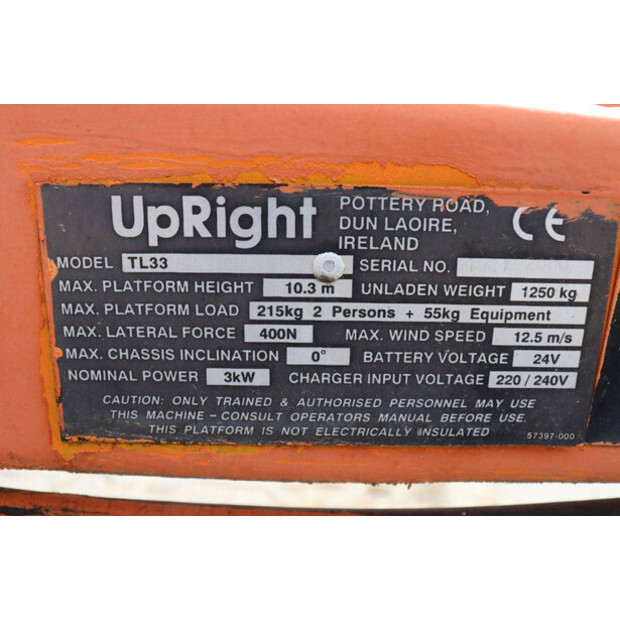 UpRight POTTERY ROAD,
DUN LAOIRE,
IRELAND
CE
MODEL TL33 SERIAL NO.
MAX. PLATFORM HEIGHT 10.3 m UNLADEN WEIGHT 1250 kg
MAX. PLATFORM LOAD 215kg 2 Persons + 55kg Equipment
MAX. LATERAL FORCE 400N MAX. WIND SPEED 12.5 m/s
MAX. CHASSIS INCLINATION 0° BATTERY VOLTAGE 24V
NOMINAL POWER 3kW CHARGER INPUT VOLTAGE 220 / 240V
CAUTION: ONLY TRAINED & AUTHORISED PERSONNEL MAY USE
THIS MACHINE – CONSULT OPERATORS MANUAL BEFORE USE.
THIS PLATFORM IS NOT ELECTRICALLY INSULATED
57397-000